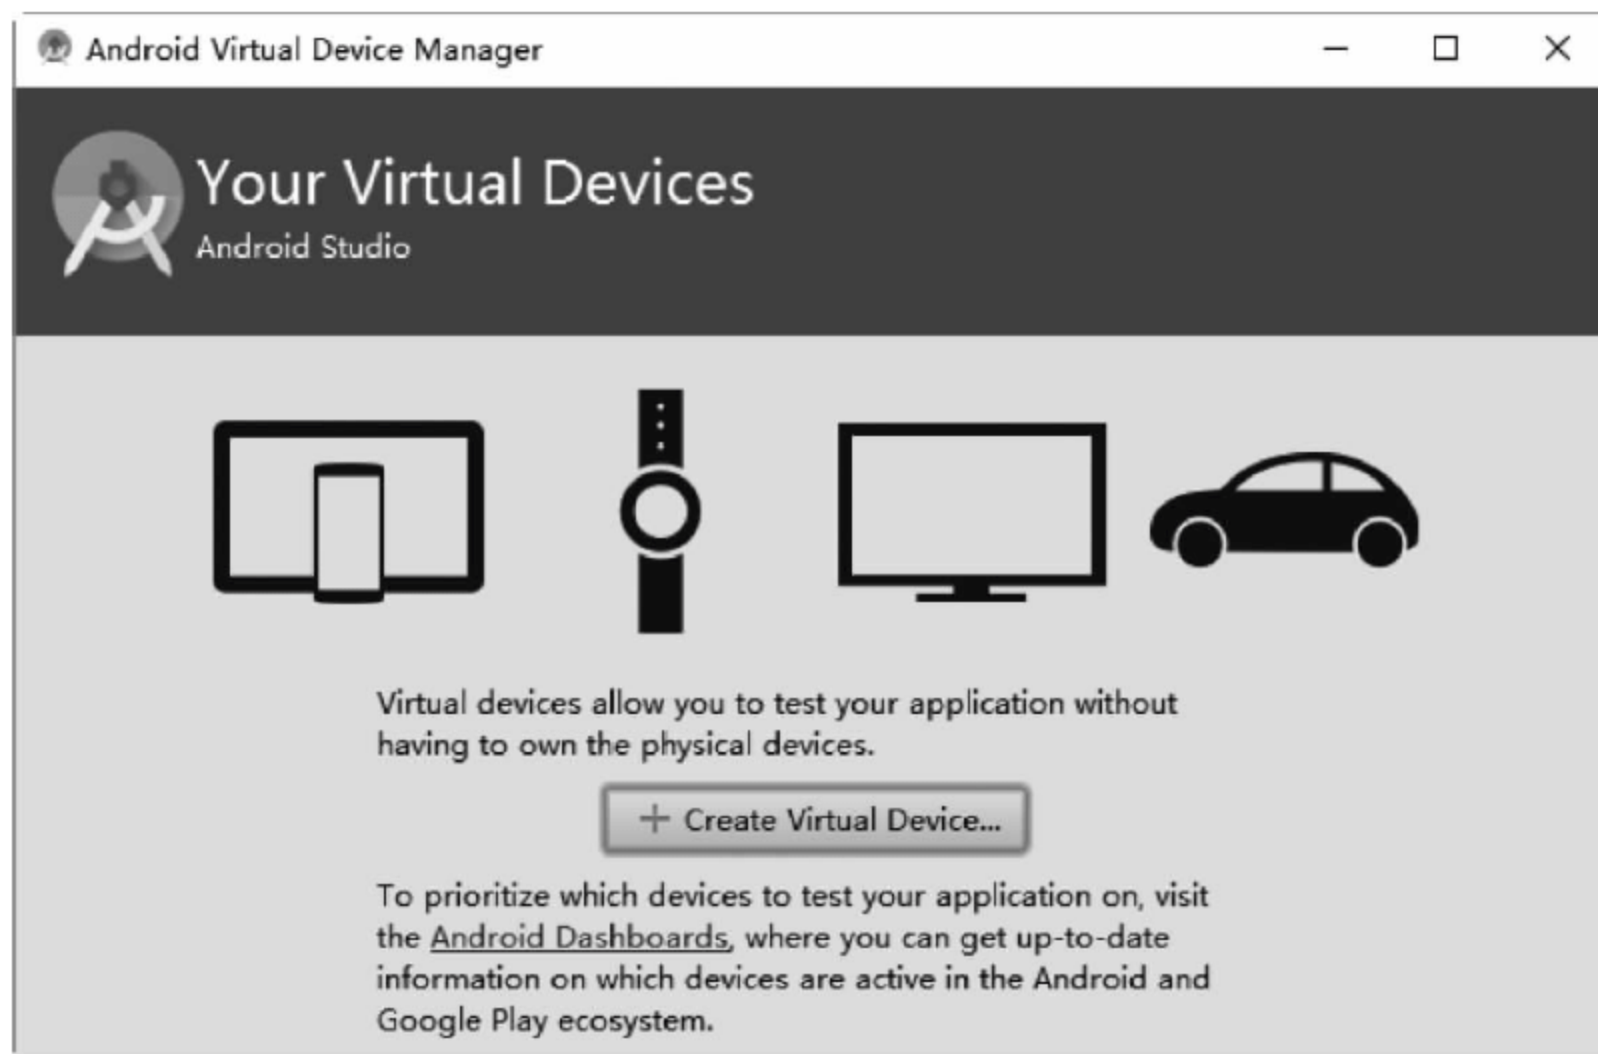 Android Virtual Device Manager
Your Virtual Devices
Android Studio
Virtual devices allow you to test your application without
having to own the physical devices.
+ Create Virtual Device...
To prioritize which devices to test your application on, visit
the Android Dashboards, where you can get up-to-date
information on which devices are active in the Android and
Google Play ecosystem.